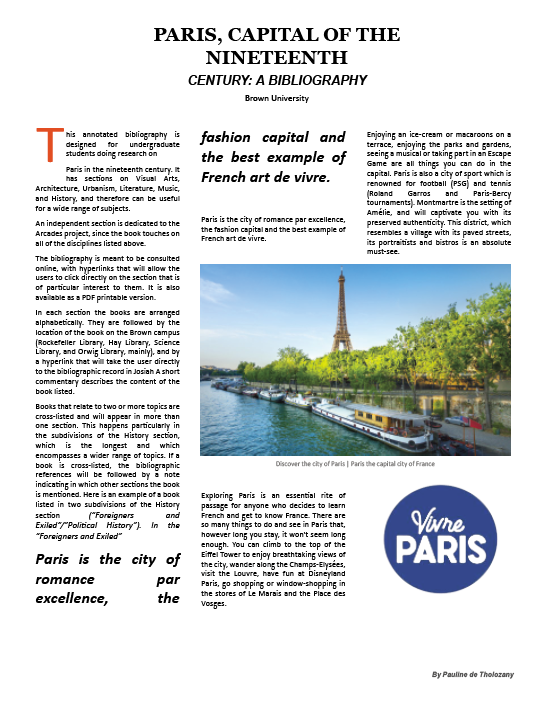 PARIS, CAPITAL OF THE
NINETEENTH
CENTURY: A BIBLIOGRAPHY
Brown University
This annotated bibliography is
designed for undergraduate
students doing research on
Paris in the nineteenth century. It
has sections on Visual Arts,
Architecture, Urbanism, Literature, Music,
and History, and therefore can be useful
for a wide range of subjects.
An independent section is dedicated to the
Arcades project, since the book touches on
all of the disciplines listed above.
The bibliography is meant to be consulted
online, with hyperlinks that will allow the
users to click directly on the section that is
of particular interest to them. It is also
available as a PDF printable version.
In each section the books are arranged
alphabetically. They are followed by the
location of the book on the Brown campus
(Rockefeller Library, Hay Library, Science
Library, and Orwig Library, mainly), and by
a hyperlink that will take the user directly
to the bibliographic record in Josiah A short
commentary describes the content of the
book listed.
Books that relate to two or more topics are
cross-listed and will appear in more than
one section. This happens particularly in
the subdivisions of the History section,
which is the longest and which
encompasses a wider range of topics. If a
book is cross-listed, the bibliographic
references will be followed by a note
indicating in which other sections the book
is mentioned. Here is an example of a book
listed in two subdivisions of the History
section (“Foreigners and
Exiled”/“Political History”). In the
“Foreigners and Exiled”
Paris is the city of
romance par
excellence, the
fashion capital and
the best example of
French art de vivre.
Paris is the city of romance par excellence,
the fashion capital and the best example of
French art de vivre.
Enjoying an ice-cream or macaroons on a
terrace, enjoying the parks and gardens,
seeing a musical or taking part in an Escape
Game are all things you can do in the
capital. Paris is also a city of sport which is
renowned for football (PSG) and tennis
(Roland Garros and Paris-Bercy
tournaments). Montmartre is the setting of
Amélie, and will captivate you with its
preserved authenticity. This district, which
resembles a village with its paved streets,
its portraitists and bistros is an absolute
must-see.
Discover the city of Paris | Paris the capital city of France
Exploring Paris is an essential rite of
passage for anyone who decides to learn
French and get to know France. There are
so many things to do and see in Paris that,
however long you stay, it won't seem long
enough. You can climb to the top of the
Eiffel Tower to enjoy breathtaking views of
the city, wander along the Champs-Elysées,
visit the Louvre, have fun at Disneyland
Paris, go shopping or window-shopping in
the stores of Le Marais and the Place des
Vosges.
Vivre
PARIS
By Pauline de Tholozany